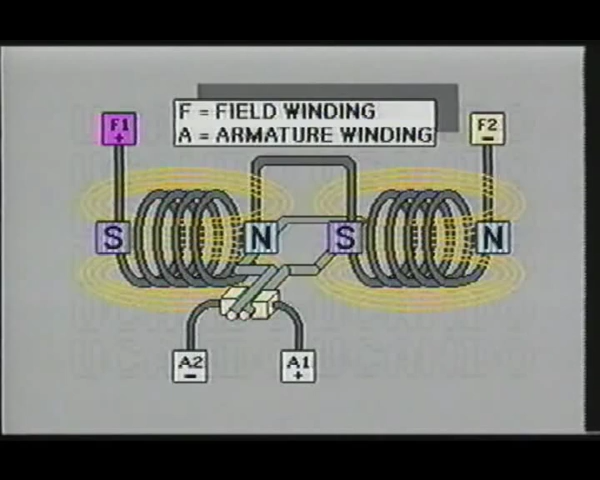 F = FIELD WINDING
A = ARMATURE WINDING
F1
+
F2
-
S
N
S
N
A2
-
A1
+